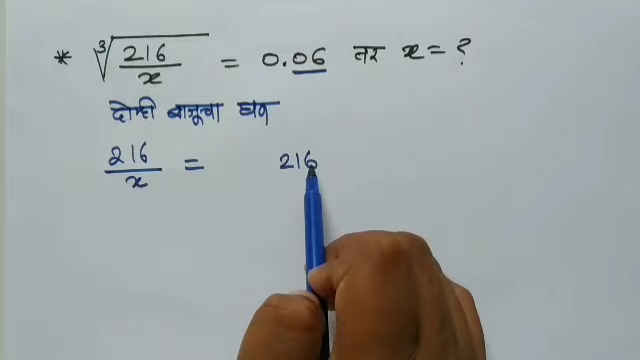 * ∛(216/x) = 0.06 तर x = ?
दोन्ही बाजूचा घन
216/x = 216